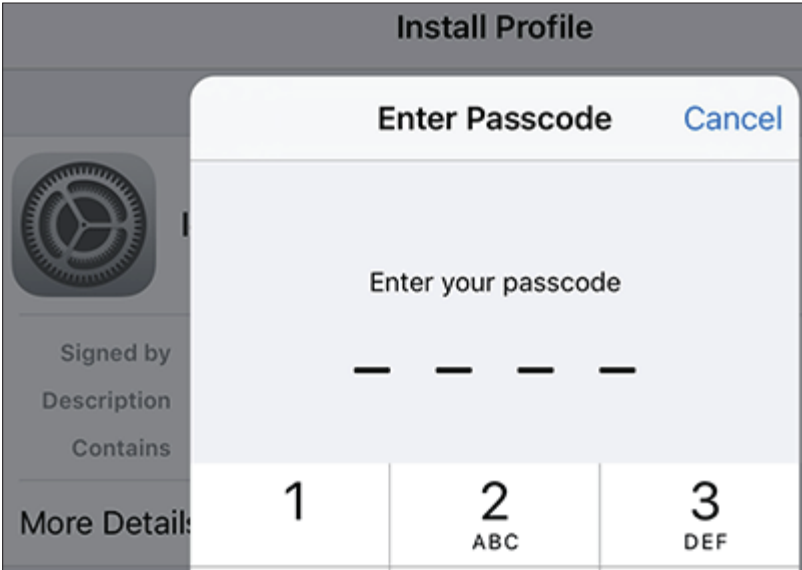 Install Profile
Enter Passcode
Cancel
Enter your passcode
Signed by
Description
Contains
More Details
1
2
ABC
3
DEF